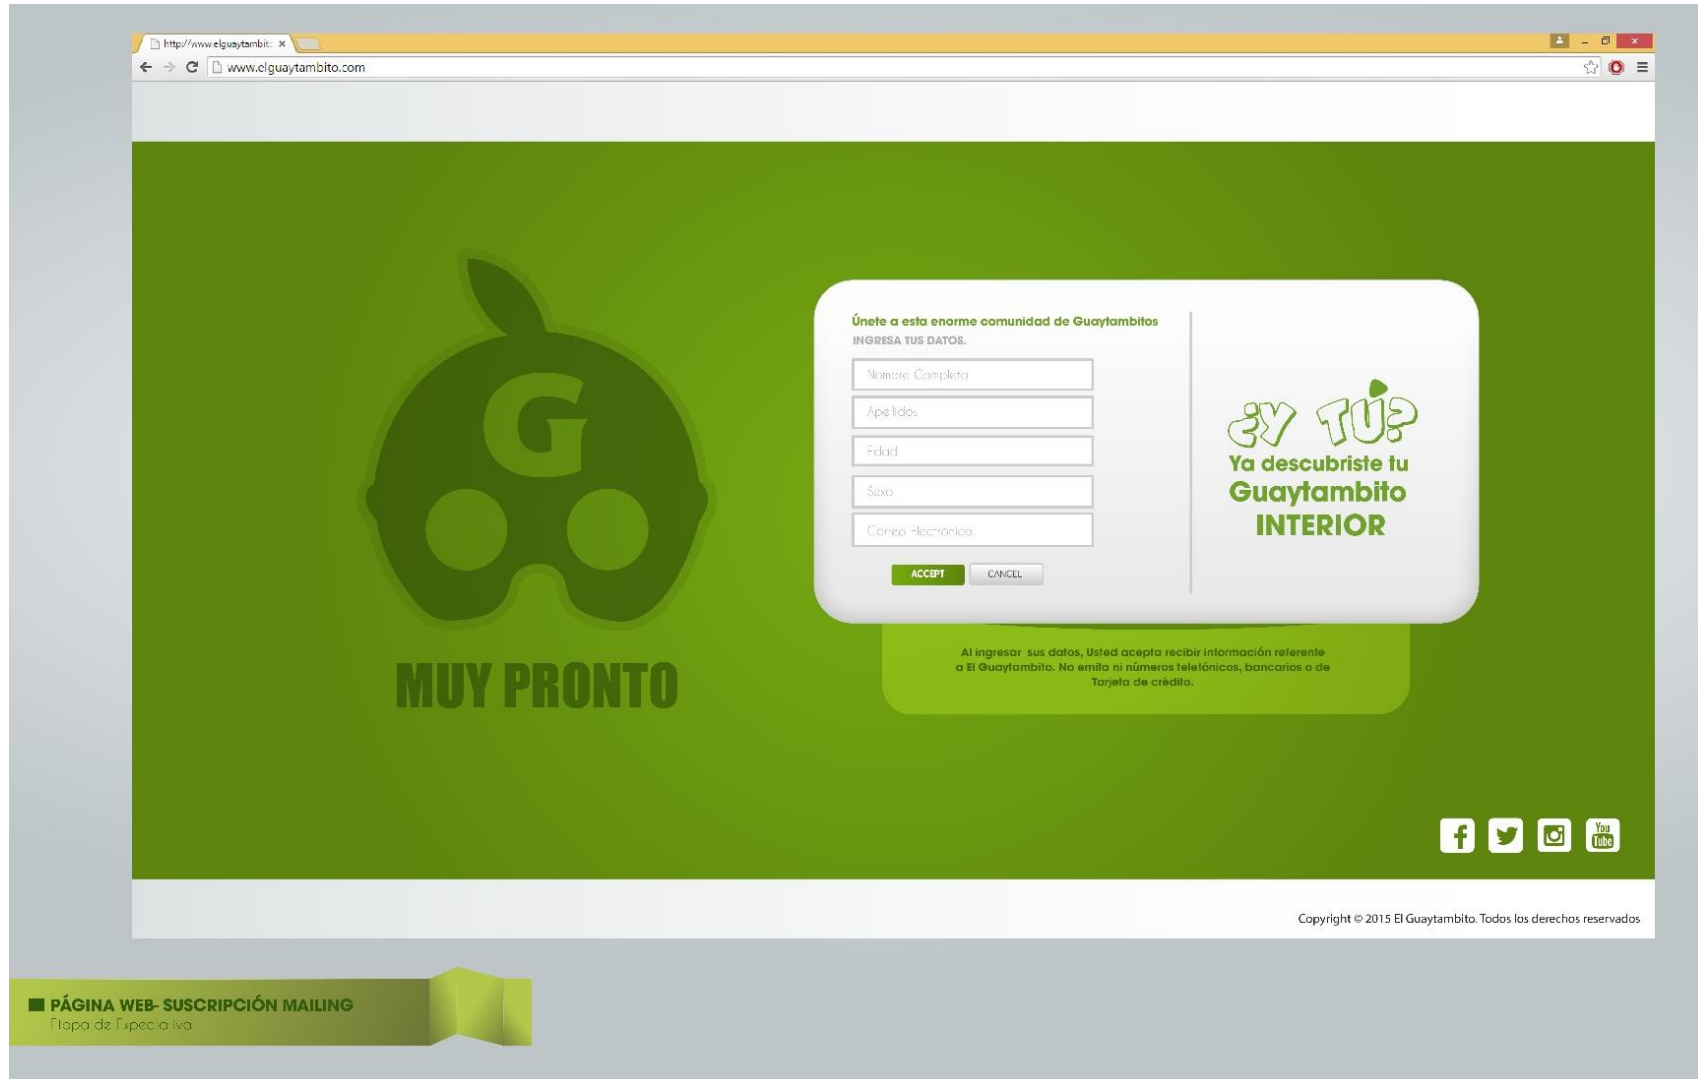 http://www.elguaytambit
www.elguaytambito.com
G
MUY PRONTO
Únete a esta enorme comunidad de Guaytambitos
INGRESA TUS DATOS.
Nombre Completo
Apellidos
Edad
Sexo
Correo Electrónico
ACCEPT CANCEL
¿Y TÚ?
Ya descubriste tu
Guaytambito
INTERIOR
Al ingresar sus datos, Usted acepta recibir información referente
a El Guaytambito. No emita ni números telefónicos, bancarios o de
Tarjeta de crédito.
You
Tube
Copyright © 2015 El Guaytambito. Todos los derechos reservados
PÁGINA WEB- SUSCRIPCIÓN MAILING
Etapa de Expectativa